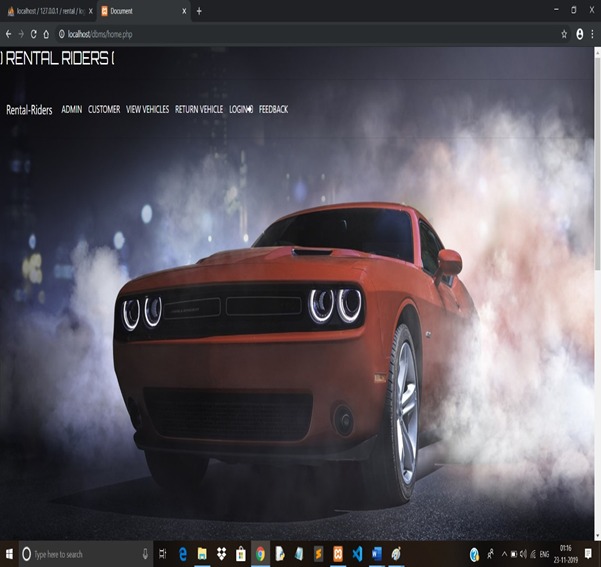 localhost / 127.0.0.1 / rental / lo
Document
localhost/dbms/home.php
) RENTAL RIDERS (
Rental-Riders ADMIN CUSTOMER VIEW VEHICLES RETURN VEHICLE LOGIN FEEDBACK
Type here to search
ENG
01:16
23-11-2019